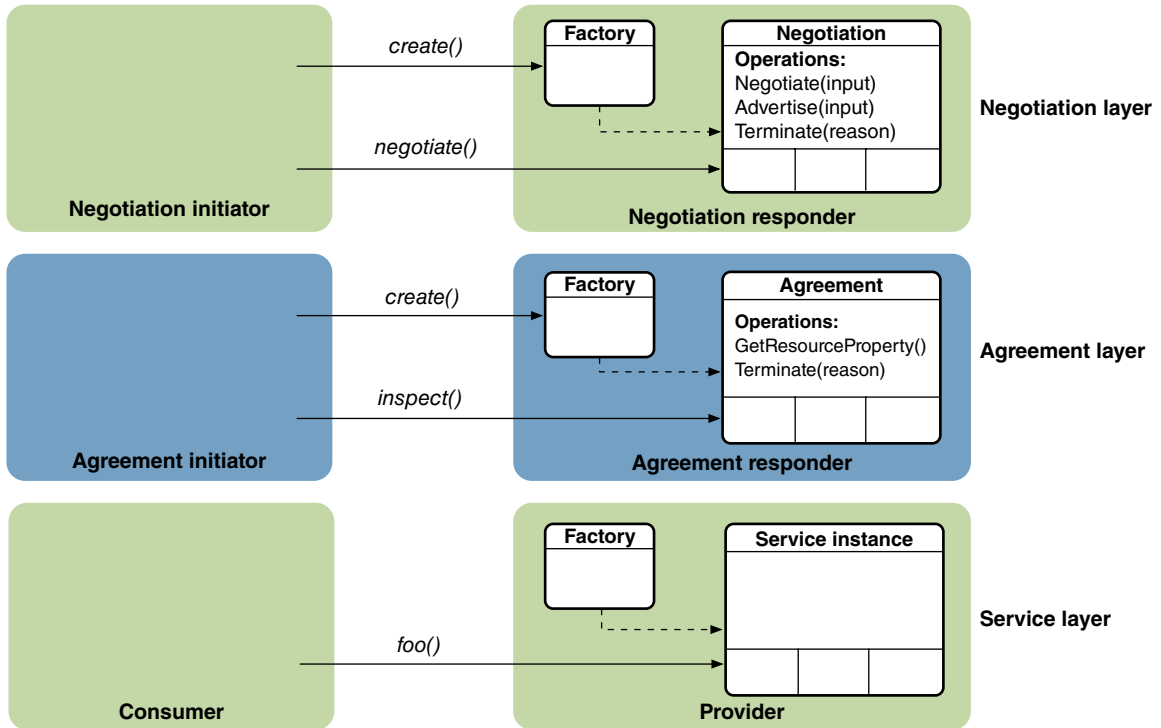 create()
Factory
Negotiation
Operations:
Negotiate(input)
Advertise(input)
Terminate(reason)
negotiate()
Negotiation initiator
Negotiation responder
Negotiation layer
create()
Factory
Agreement
Operations:
GetResourceProperty()
Terminate(reason)
inspect()
Agreement initiator
Agreement responder
Agreement layer
Factory
Service instance
foo()
Consumer
Provider
Service layer